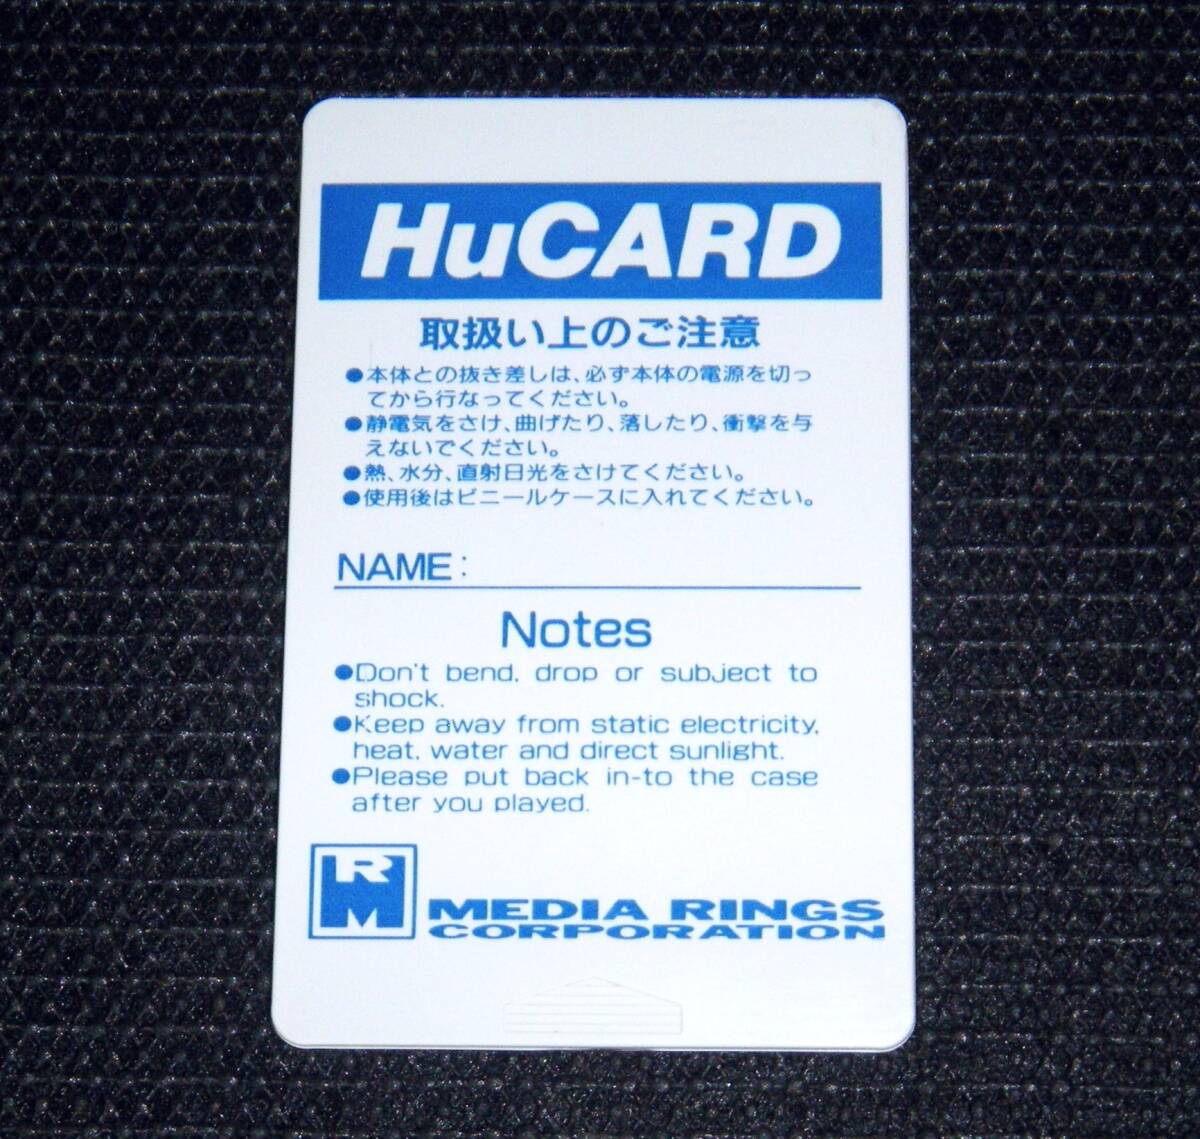 HuCARD
取扱い上のご注意
●本体との抜き差しは、必ず本体の電源を切っ
てから行なってください。
●静電気をさけ、曲げたり、落したり、衝撃を与
えないでください。
●熱、水分、直射日光をさけてください。
●使用後はビニールケースに入れてください。
NAME:
Notes
●Don't bend, drop or subject to
shock.
●Keep away from static electricity,
heat, water and direct sunlight.
●Please put back in-to the case
after you played.
RM
MEDIA RINGS
CORPORATION